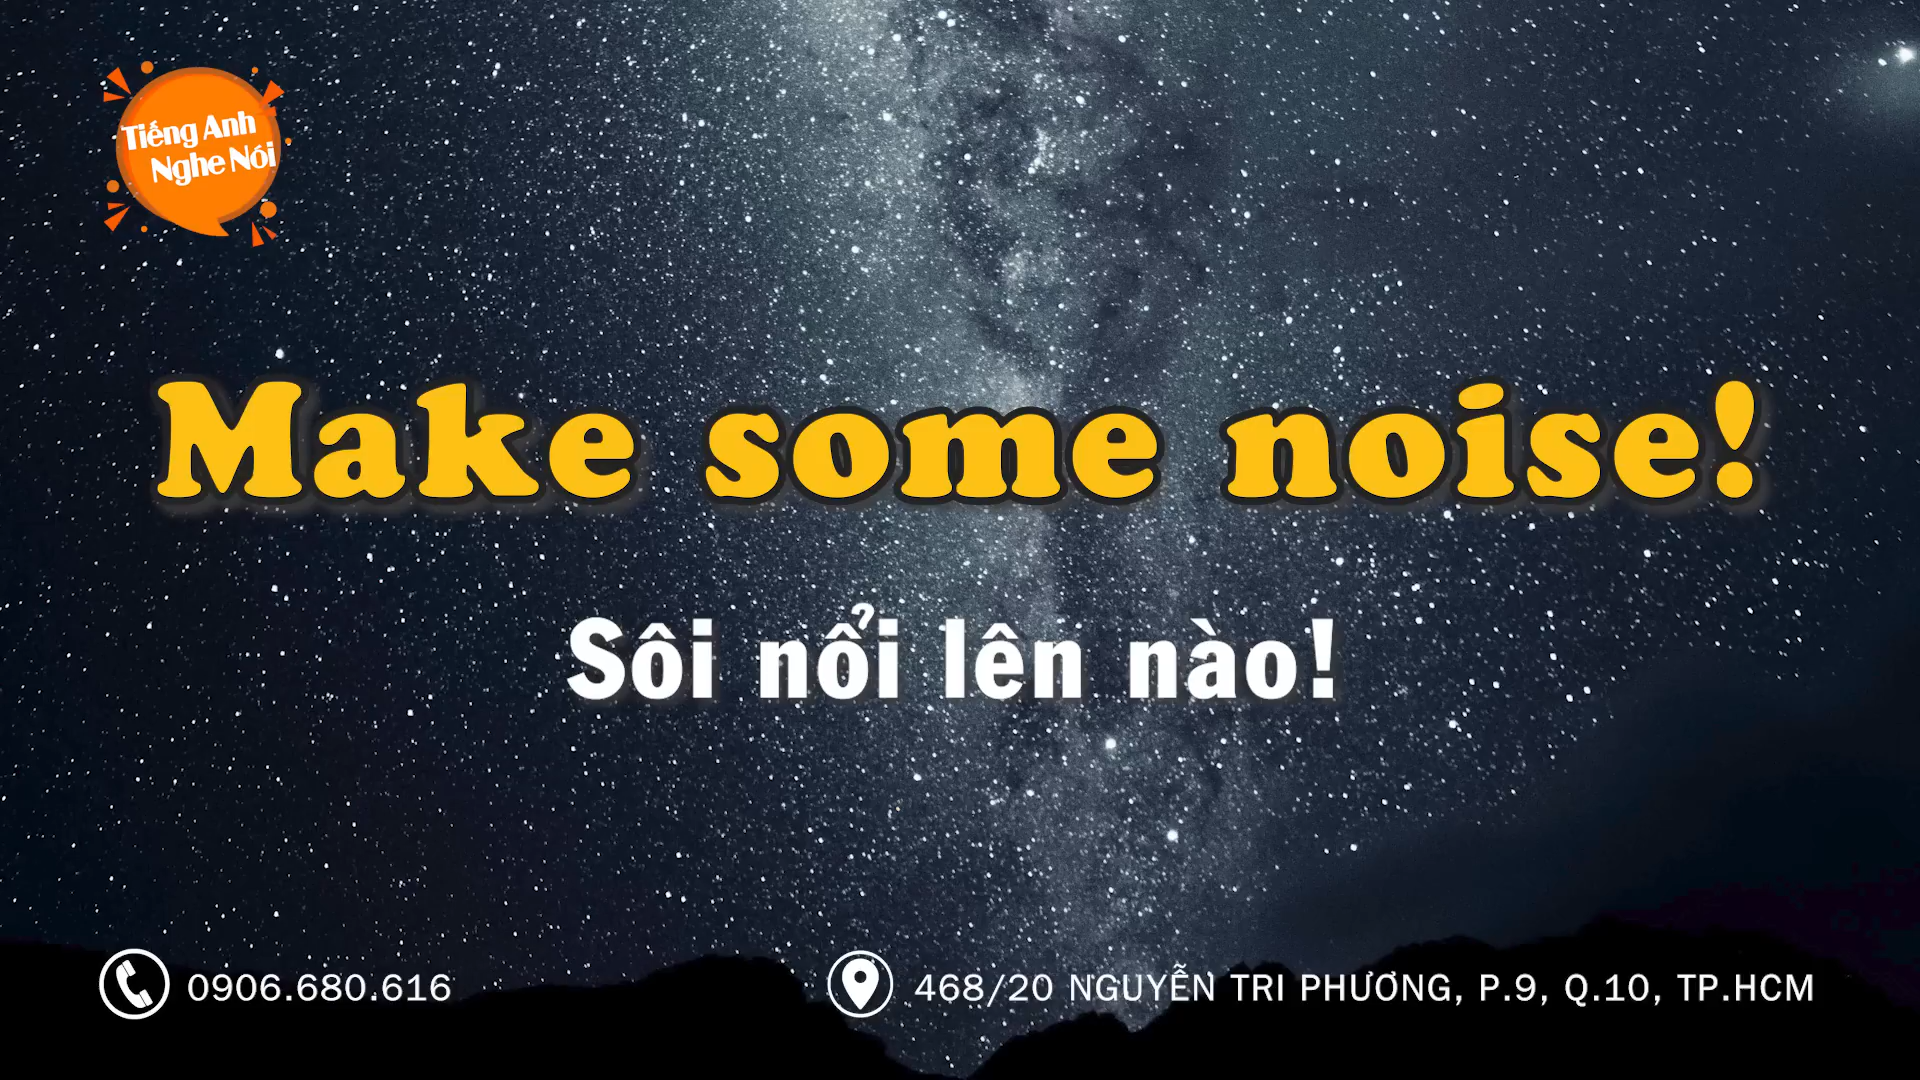 Tiếng Anh
Nghe Nói
Make some noise!
Sôi nổi lên nào!
0906.680.616
468/20 NGUYỄN TRI PHƯƠNG, P.9, Q.10, TP.HCM